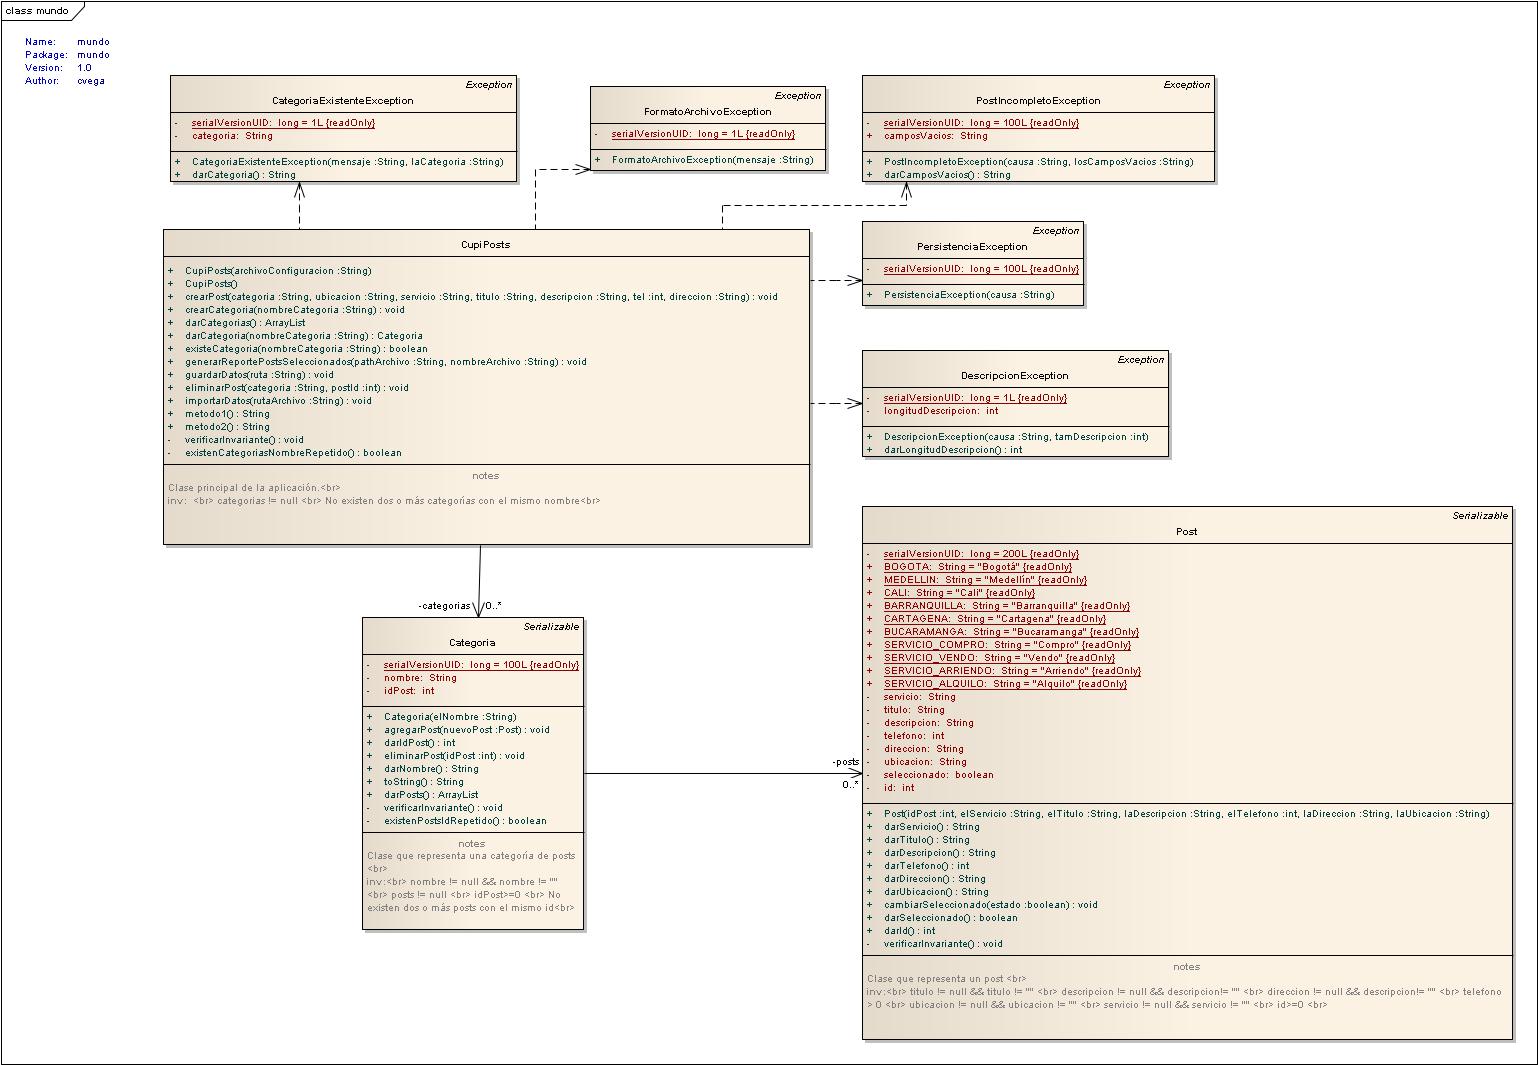 class mundo
Name: mundo
Package: mundo
Version: 1.0
Author: cvega
Exception
CategoriaExistenteException
- serialVersionUID: long = 1L {readOnly}
- categoria: String
+ CategoriaExistenteException(mensaje :String, laCategoria :String)
+ darCategoria() : String
Exception
FormatoArchivoException
- serialVersionUID: long = 1L {readOnly}
+ FormatoArchivoException(mensaje :String)
Exception
PostIncompletoException
- serialVersionUID: long = 100L {readOnly}
+ camposVacios: String
+ PostIncompletoException(causa :String, losCamposVacios :String)
+ darCamposVacios() : String
CupiPosts
+ CupiPosts(archivoConfiguracion :String)
+ CupiPosts()
+ crearPost(categoria :String, ubicacion :String, servicio :String, titulo :String, descripcion :String, tel :int, direccion :String) : void
+ crearCategoria(nombreCategoria :String) : void
+ darCategorias() : ArrayList
+ darCategoria(nombreCategoria :String) : Categoria
+ existeCategoria(nombreCategoria :String) : boolean
+ generarReportePostsSeleccionados(pathArchivo :String, nombreArchivo :String) : void
+ guardarDatos(ruta :String) : void
+ eliminarPost(categoria :String, postId :int) : void
+ importarDatos(rutaArchivo :String) : void
+ metodo1() : String
+ metodo2() : String
- verificarInvariante() : void
- existenCategoriasNombreRepetido() : boolean
notes
Clase principal de la aplicación.<br>
inv: <br> categorias != null <br> No existen dos o más categorías con el mismo nombre<br>
Exception
PersistenciaException
- serialVersionUID: long = 100L {readOnly}
+ PersistenciaException(causa :String)
Exception
DescripcionException
- serialVersionUID: long = 1L {readOnly}
- longitudDescripcion: int
+ DescripcionException(causa :String, tamDescripcion :int)
+ darLongitudDescripcion() : int
-categorias 0..*
Serializable
Categoria
- serialVersionUID: long = 100L {readOnly}
- nombre: String
- idPost: int
+ Categoria(elNombre :String)
+ agregarPost(nuevoPost :Post) : void
+ darIdPost() : int
+ eliminarPost(idPost :int) : void
+ darNombre() : String
+ toString() : String
+ darPosts() : ArrayList
- verificarInvariante() : void
- existenPostsIdRepetido() : boolean
notes
Clase que representa una categoría de posts
<br>
inv:<br> nombre != null && nombre != ""
<br> posts != null <br> idPost>=0 <br> No
existen dos o más posts con el mismo id<br>
-posts
0..*
Serializable
Post
- serialVersionUID: long = 200L {readOnly}
+ BOGOTA: String = "Bogotá" {readOnly}
+ MEDELLIN: String = "Medellín" {readOnly}
+ CALI: String = "Cali" {readOnly}
+ BARRANQUILLA: String = "Barranquilla" {readOnly}
+ CARTAGENA: String = "Cartagena" {readOnly}
+ BUCARAMANGA: String = "Bucaramanga" {readOnly}
+ SERVICIO_COMPRO: String = "Compro" {readOnly}
+ SERVICIO_VENDO: String = "Vendo" {readOnly}
+ SERVICIO_ARRIENDO: String = "Arriendo" {readOnly}
+ SERVICIO_ALQUILO: String = "Alquilo" {readOnly}
- servicio: String
- titulo: String
- descripcion: String
- telefono: int
- direccion: String
- ubicacion: String
- seleccionado: boolean
- id: int
+ Post(idPost :int, elServicio :String, elTitulo :String, laDescripcion :String, elTelefono :int, laDireccion :String, laUbicacion :String)
+ darServicio() : String
+ darTitulo() : String
+ darDescripcion() : String
+ darTelefono() : int
+ darDireccion() : String
+ darUbicacion() : String
+ cambiarSeleccionado(estado :boolean) : void
+ darSeleccionado() : boolean
+ darId() : int
- verificarInvariante() : void
notes
Clase que representa un post <br>
inv:<br> titulo != null && titulo != "" <br> descripcion != null && descripcion!= "" <br> direccion != null && descripcion!= "" <br> telefono
> 0 <br> ubicacion != null && ubicacion != "" <br> servicio != null && servicio != "" <br> id>=0 <br>